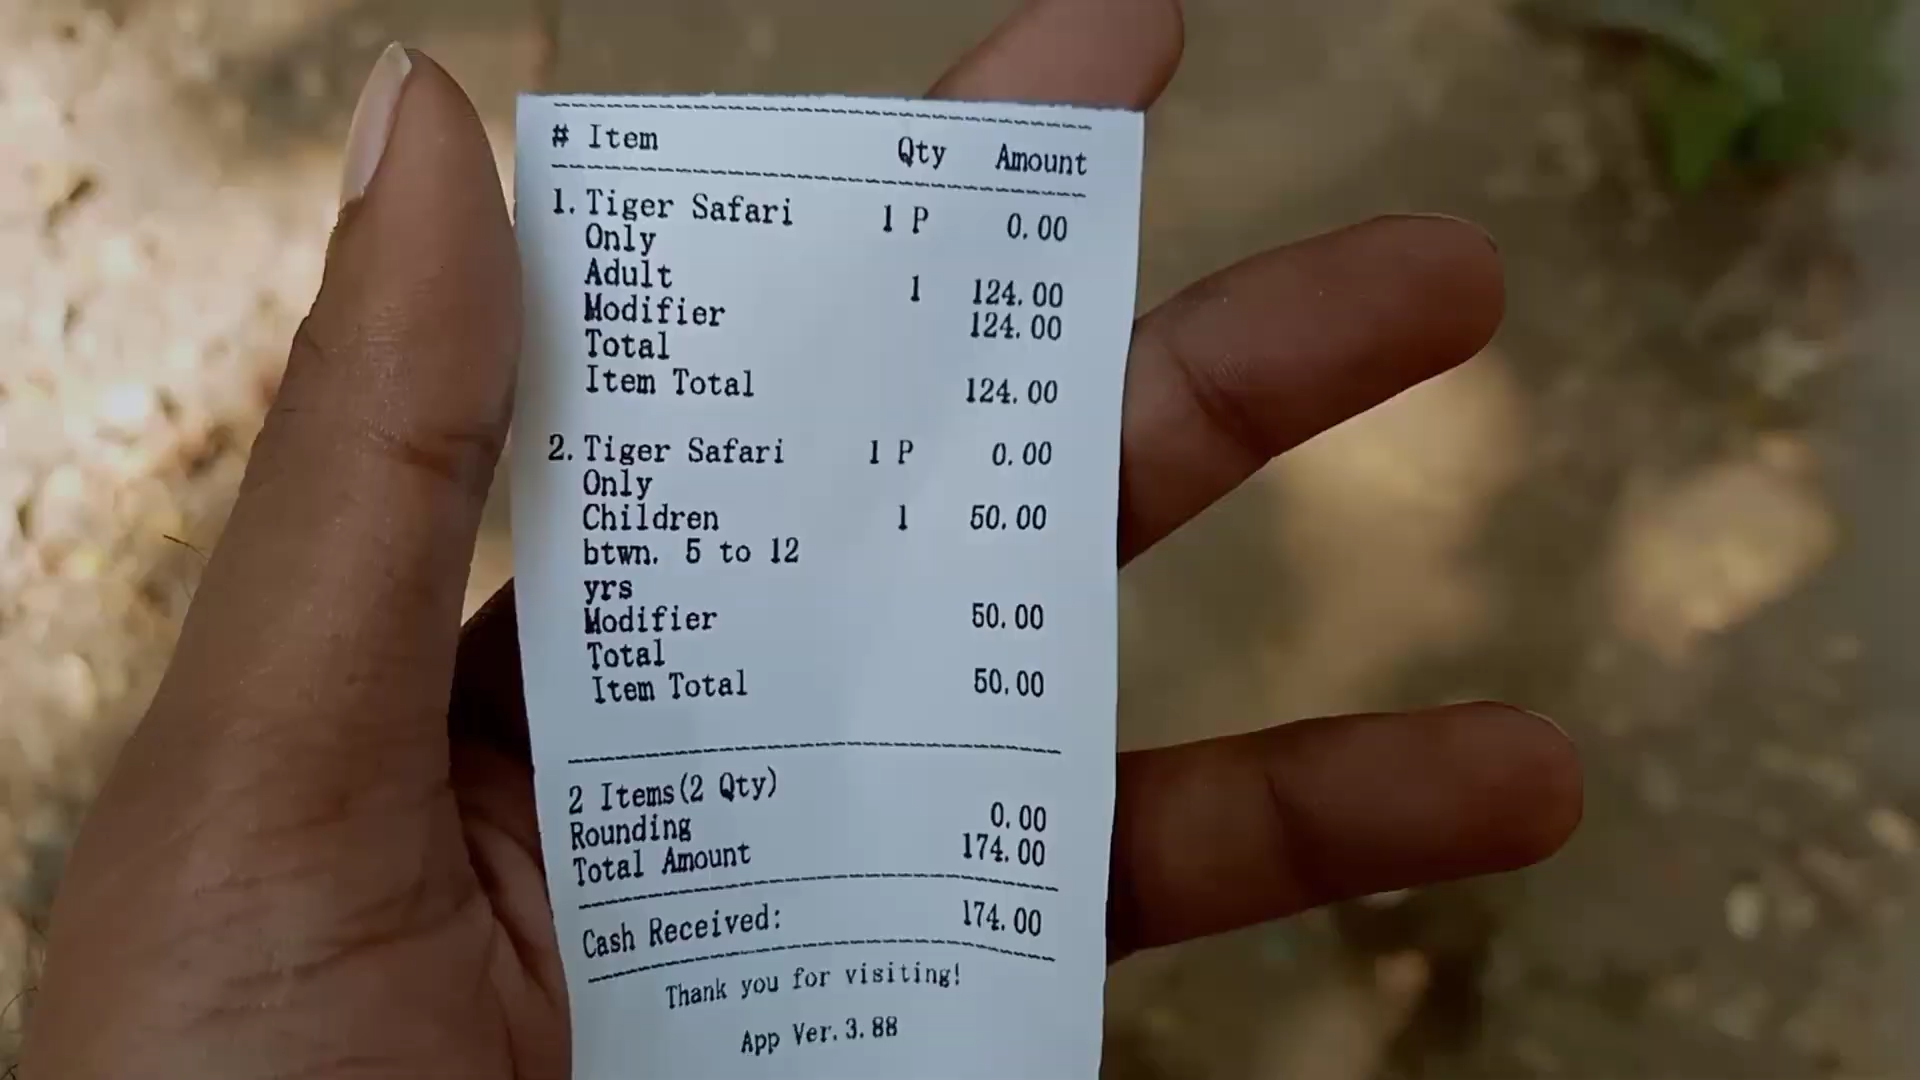 # Item Qty Amount
1. Tiger Safari 1 P 0.00
Only
Adult 1 124.00
Modifier 124.00
Total
Item Total 124.00
2. Tiger Safari 1 P 0.00
Only
Children 1 50.00
btwn. 5 to 12
yrs
Modifier 50.00
Total
Item Total 50.00
2 Items(2 Qty)
Rounding 0.00
Total Amount 174.00
Cash Received: 174.00
Thank you for visiting!
App Ver.3.88